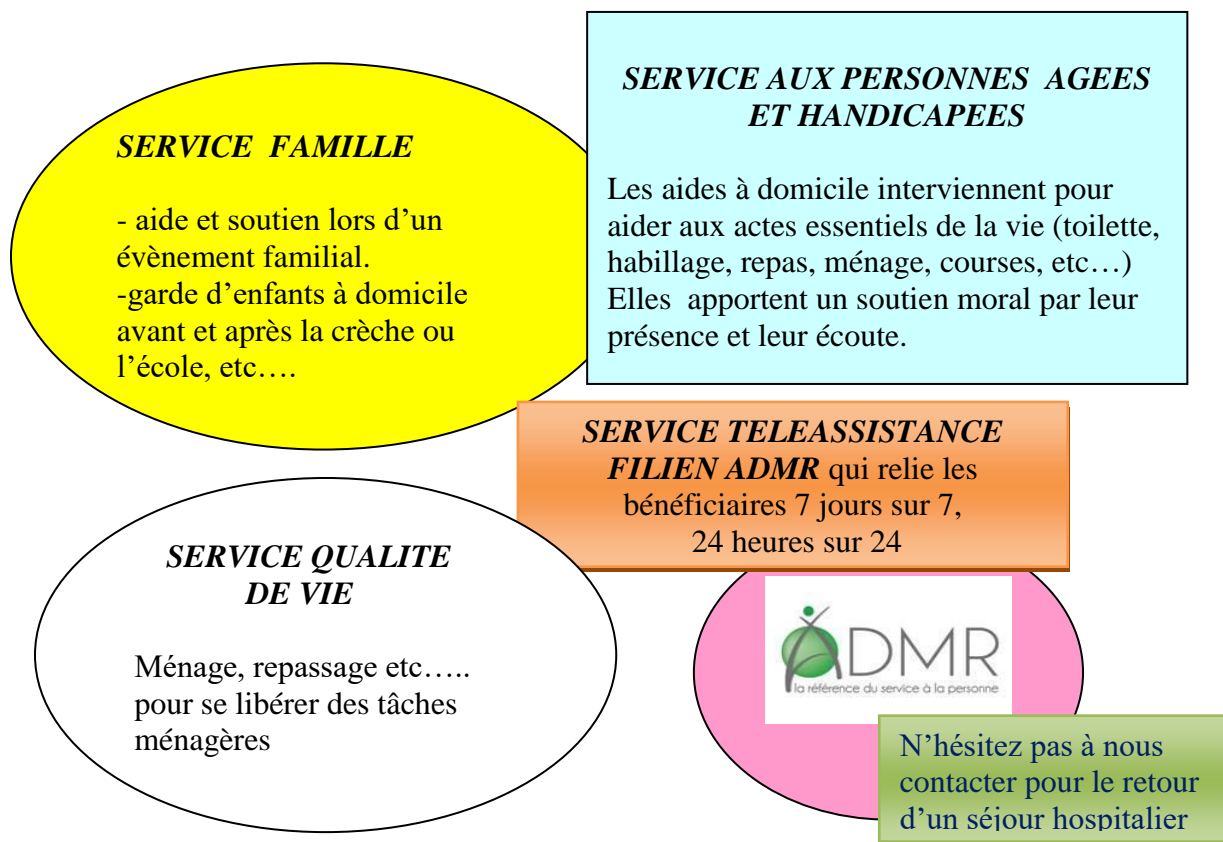 SERVICE FAMILLE
- aide et soutien lors d’un
évènement familial.
-garde d’enfants à domicile
avant et après la crèche ou
l’école, etc….
SERVICE AUX PERSONNES AGEES
ET HANDICAPEES
Les aides à domicile interviennent pour
aider aux actes essentiels de la vie (toilette,
habillage, repas, ménage, courses, etc…)
Elles apportent un soutien moral par leur
présence et leur écoute.
SERVICE TELEASSISTANCE
FILIEN ADMR qui relie les
bénéficiaires 7 jours sur 7,
24 heures sur 24
SERVICE QUALITE
DE VIE
Ménage, repassage etc…..
pour se libérer des tâches
ménagères
ADMR
la référence du service à la personne
N’hésitez pas à nous
contacter pour le retour
d’un séjour hospitalier